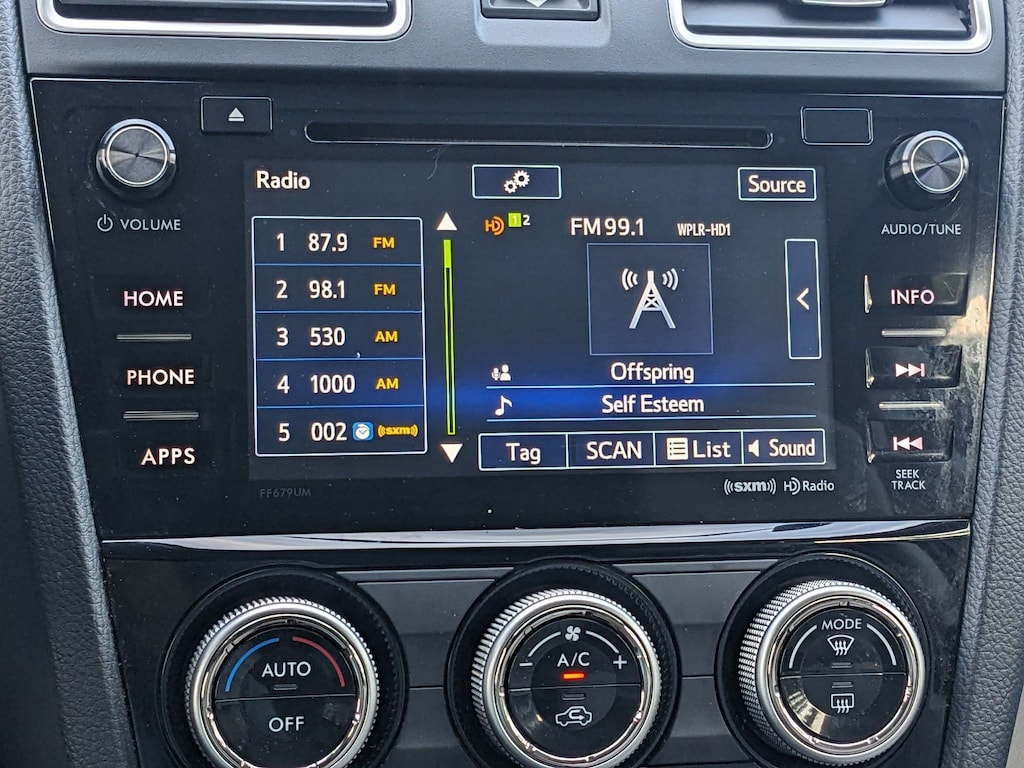 Radio
Source
VOLUME
AUDIO/TUNE
HD 1 2
FM 99.1 WPLR-HD1
1 87.9 FM
2 98.1 FM
3 530 AM
4 1000 AM
5 002 ((sxm))
HOME
PHONE
APPS
Offspring
Self Esteem
Tag SCAN List Sound
INFO
SEEK
TRACK
FF679UM
((sxm)) HD Radio
AUTO
OFF
- A/C +
MODE